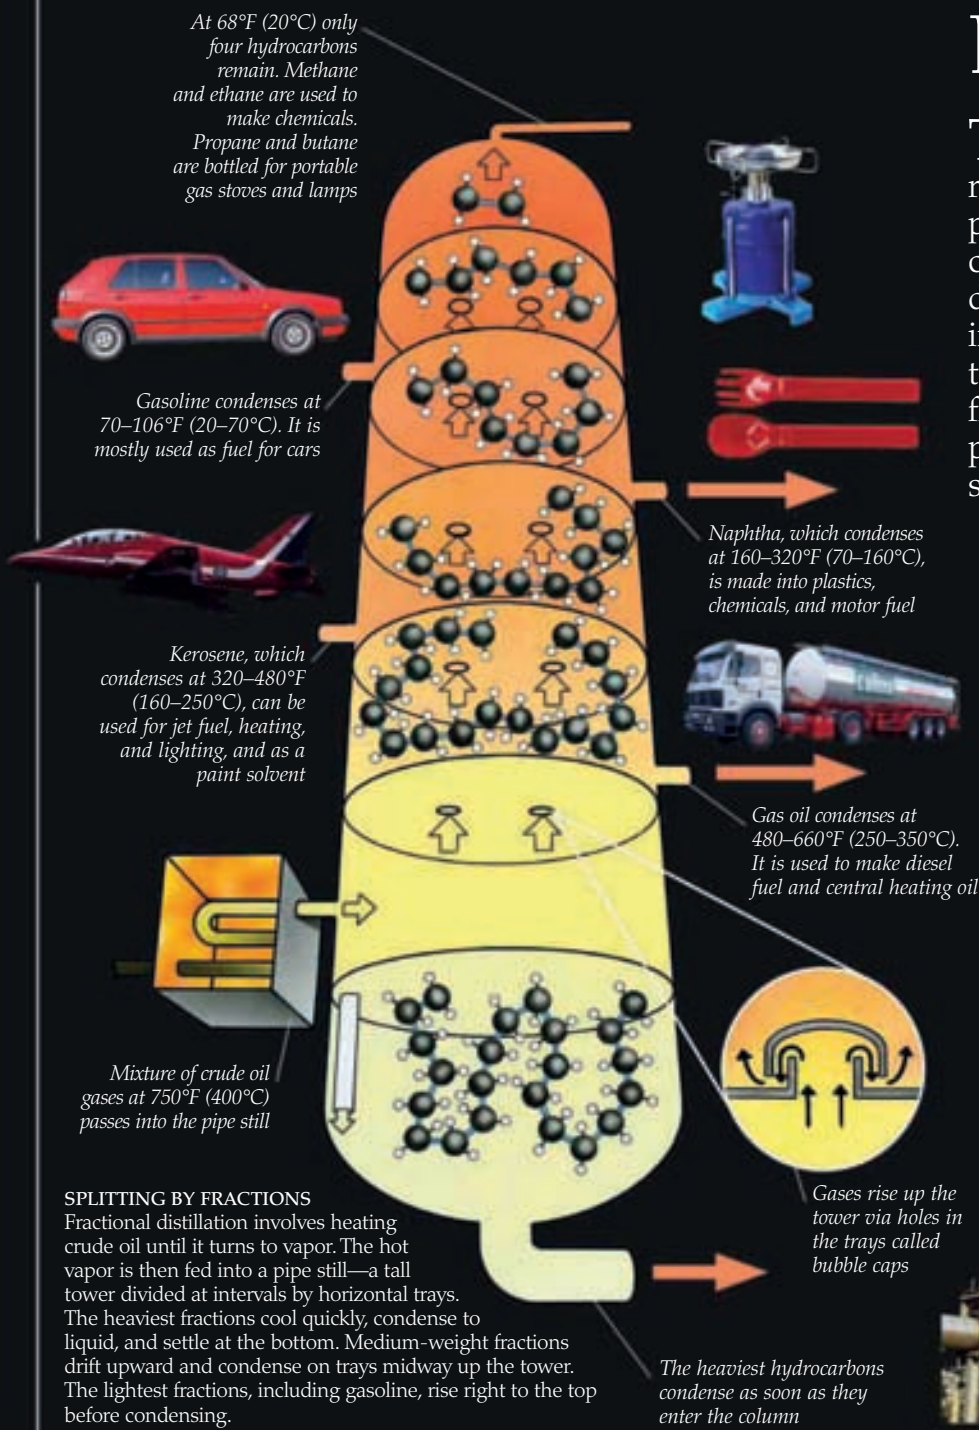 At 68°F (20°C) only
four hydrocarbons
remain. Methane
and ethane are used to
make chemicals.
Propane and butane
are bottled for portable
gas stoves and lamps
Gasoline condenses at
70–106°F (20–70°C). It is
mostly used as fuel for cars
Naphtha, which condenses
at 160–320°F (70–160°C),
is made into plastics,
chemicals, and motor fuel
Kerosene, which
condenses at 320–480°F
(160–250°C), can be
used for jet fuel, heating,
and lighting, and as a
paint solvent
Gas oil condenses at
480–660°F (250–350°C).
It is used to make diesel
fuel and central heating oil
Mixture of crude oil
gases at 750°F (400°C)
passes into the pipe still
Gases rise up the
tower via holes in
the trays called
bubble caps
SPLITTING BY FRACTIONS
Fractional distillation involves heating
crude oil until it turns to vapor. The hot
vapor is then fed into a pipe still—a tall
tower divided at intervals by horizontal trays.
The heaviest fractions cool quickly, condense to
liquid, and settle at the bottom. Medium-weight fractions
drift upward and condense on trays midway up the tower.
The lightest fractions, including gasoline, rise right to the top
before condensing.
The heaviest hydrocarbons
condense as soon as they
enter the column